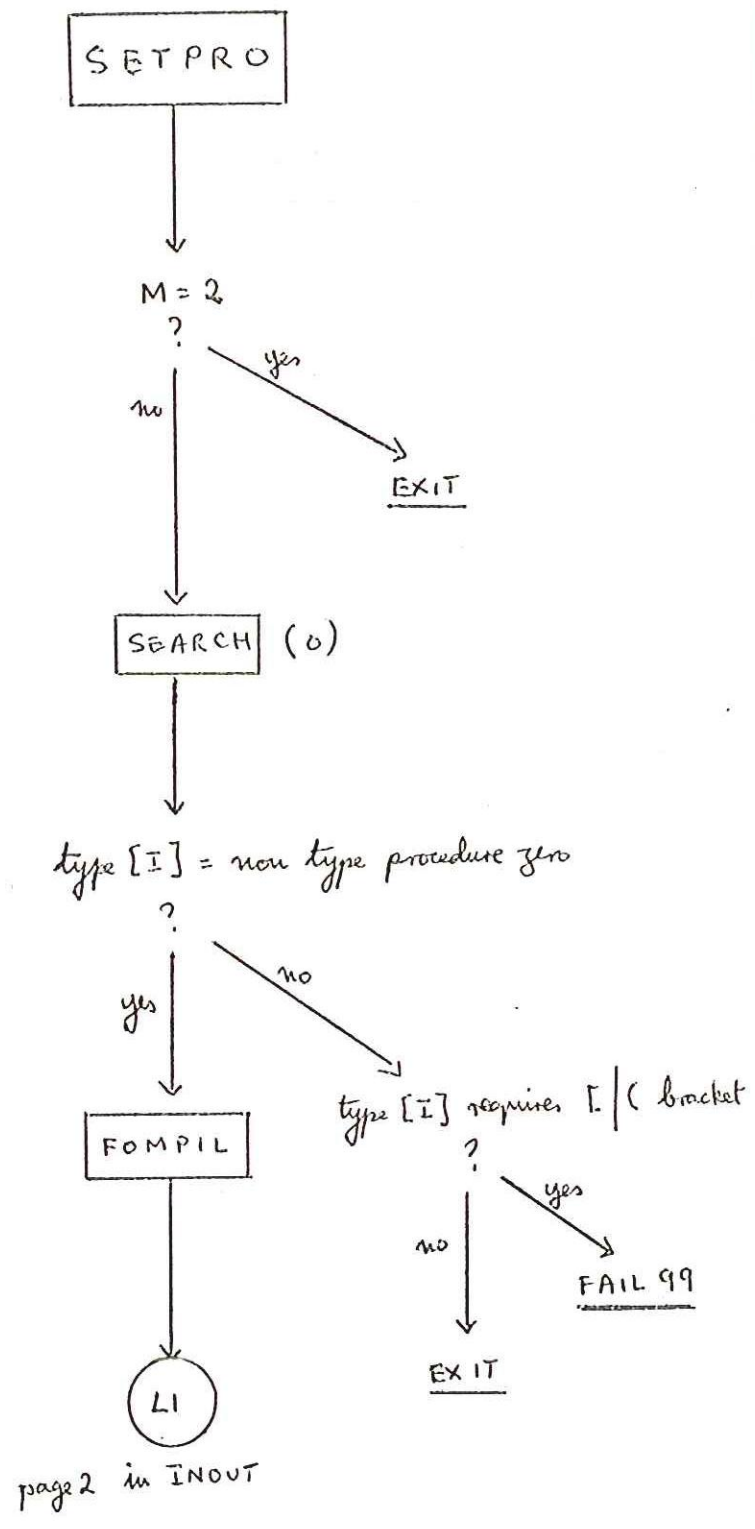 SETPRO
M = 2
?
yes
no
EXIT
SEARCH (0)
type [I] = non type procedure zero
?
no
yes
type [I] requires [ | ( bracket
?
FOMPIL
yes
no
FAIL 99
EXIT
L1
page 2 in INOUT